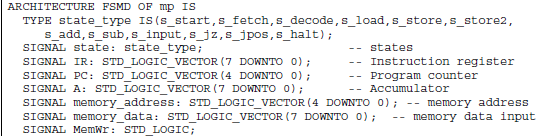 ARCHITECTURE FSMD OF mp IS
TYPE state_type IS(s_start,s_fetch,s_decode,s_load,s_store,s_store2,
s_add,s_sub,s_input,s_jz,s_jpos,s_halt);
SIGNAL state: state_type; -- states
SIGNAL IR: STD_LOGIC_VECTOR(7 DOWNTO 0); -- Instruction register
SIGNAL PC: STD_LOGIC_VECTOR(4 DOWNTO 0); -- Program counter
SIGNAL A: STD_LOGIC_VECTOR(7 DOWNTO 0); -- Accumulator
SIGNAL memory_address: STD_LOGIC_VECTOR(4 DOWNTO 0); -- memory address
SIGNAL memory_data: STD_LOGIC_VECTOR(7 DOWNTO 0); -- memory data input
SIGNAL MemWr: STD_LOGIC;